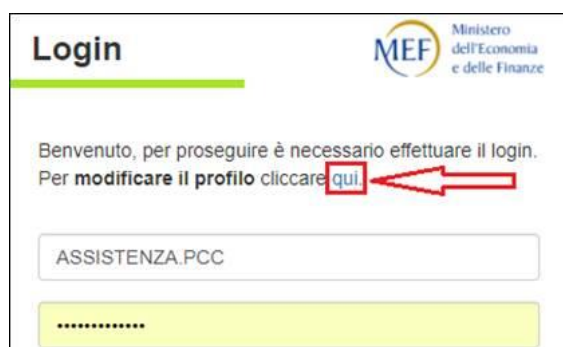 Login
MEF
Ministero
dell'Economia
e delle Finanze
Benvenuto, per proseguire è necessario effettuare il login.
Per modificare il profilo cliccare qui.
ASSISTENZA.PCC
•••••••••••••